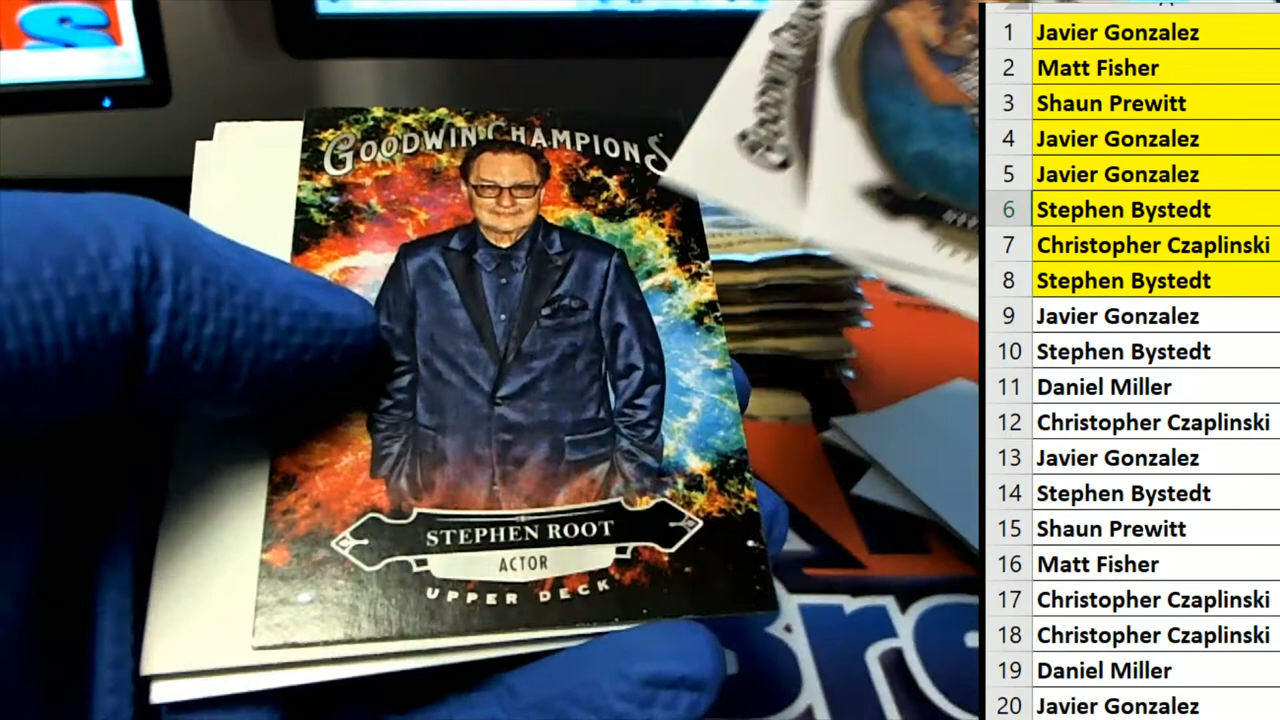 S
GOODWIN CHAMPIONS
STEPHEN ROOT
ACTOR
UPPER DECK
Bre
1 Javier Gonzalez
2 Matt Fisher
3 Shaun Prewitt
4 Javier Gonzalez
5 Javier Gonzalez
6 Stephen Bystedt
7 Christopher Czaplinski
8 Stephen Bystedt
9 Javier Gonzalez
10 Stephen Bystedt
11 Daniel Miller
12 Christopher Czaplinski
13 Javier Gonzalez
14 Stephen Bystedt
15 Shaun Prewitt
16 Matt Fisher
17 Christopher Czaplinski
18 Christopher Czaplinski
19 Daniel Miller
20 Javier Gonzalez